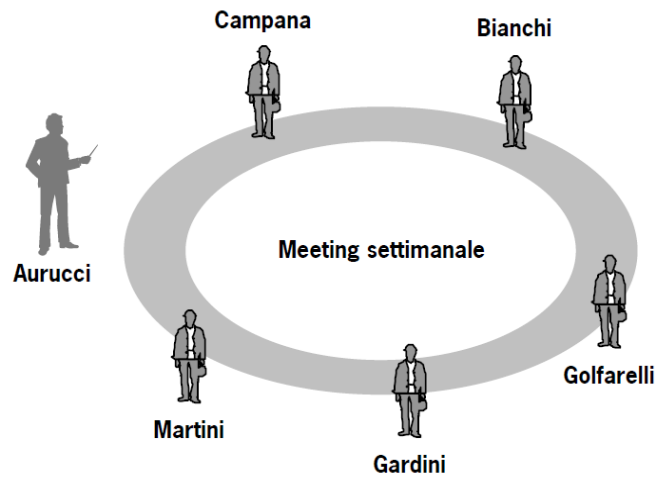 Campana
Bianchi
Aurucci
Meeting settimanale
Golfarelli
Martini
Gardini